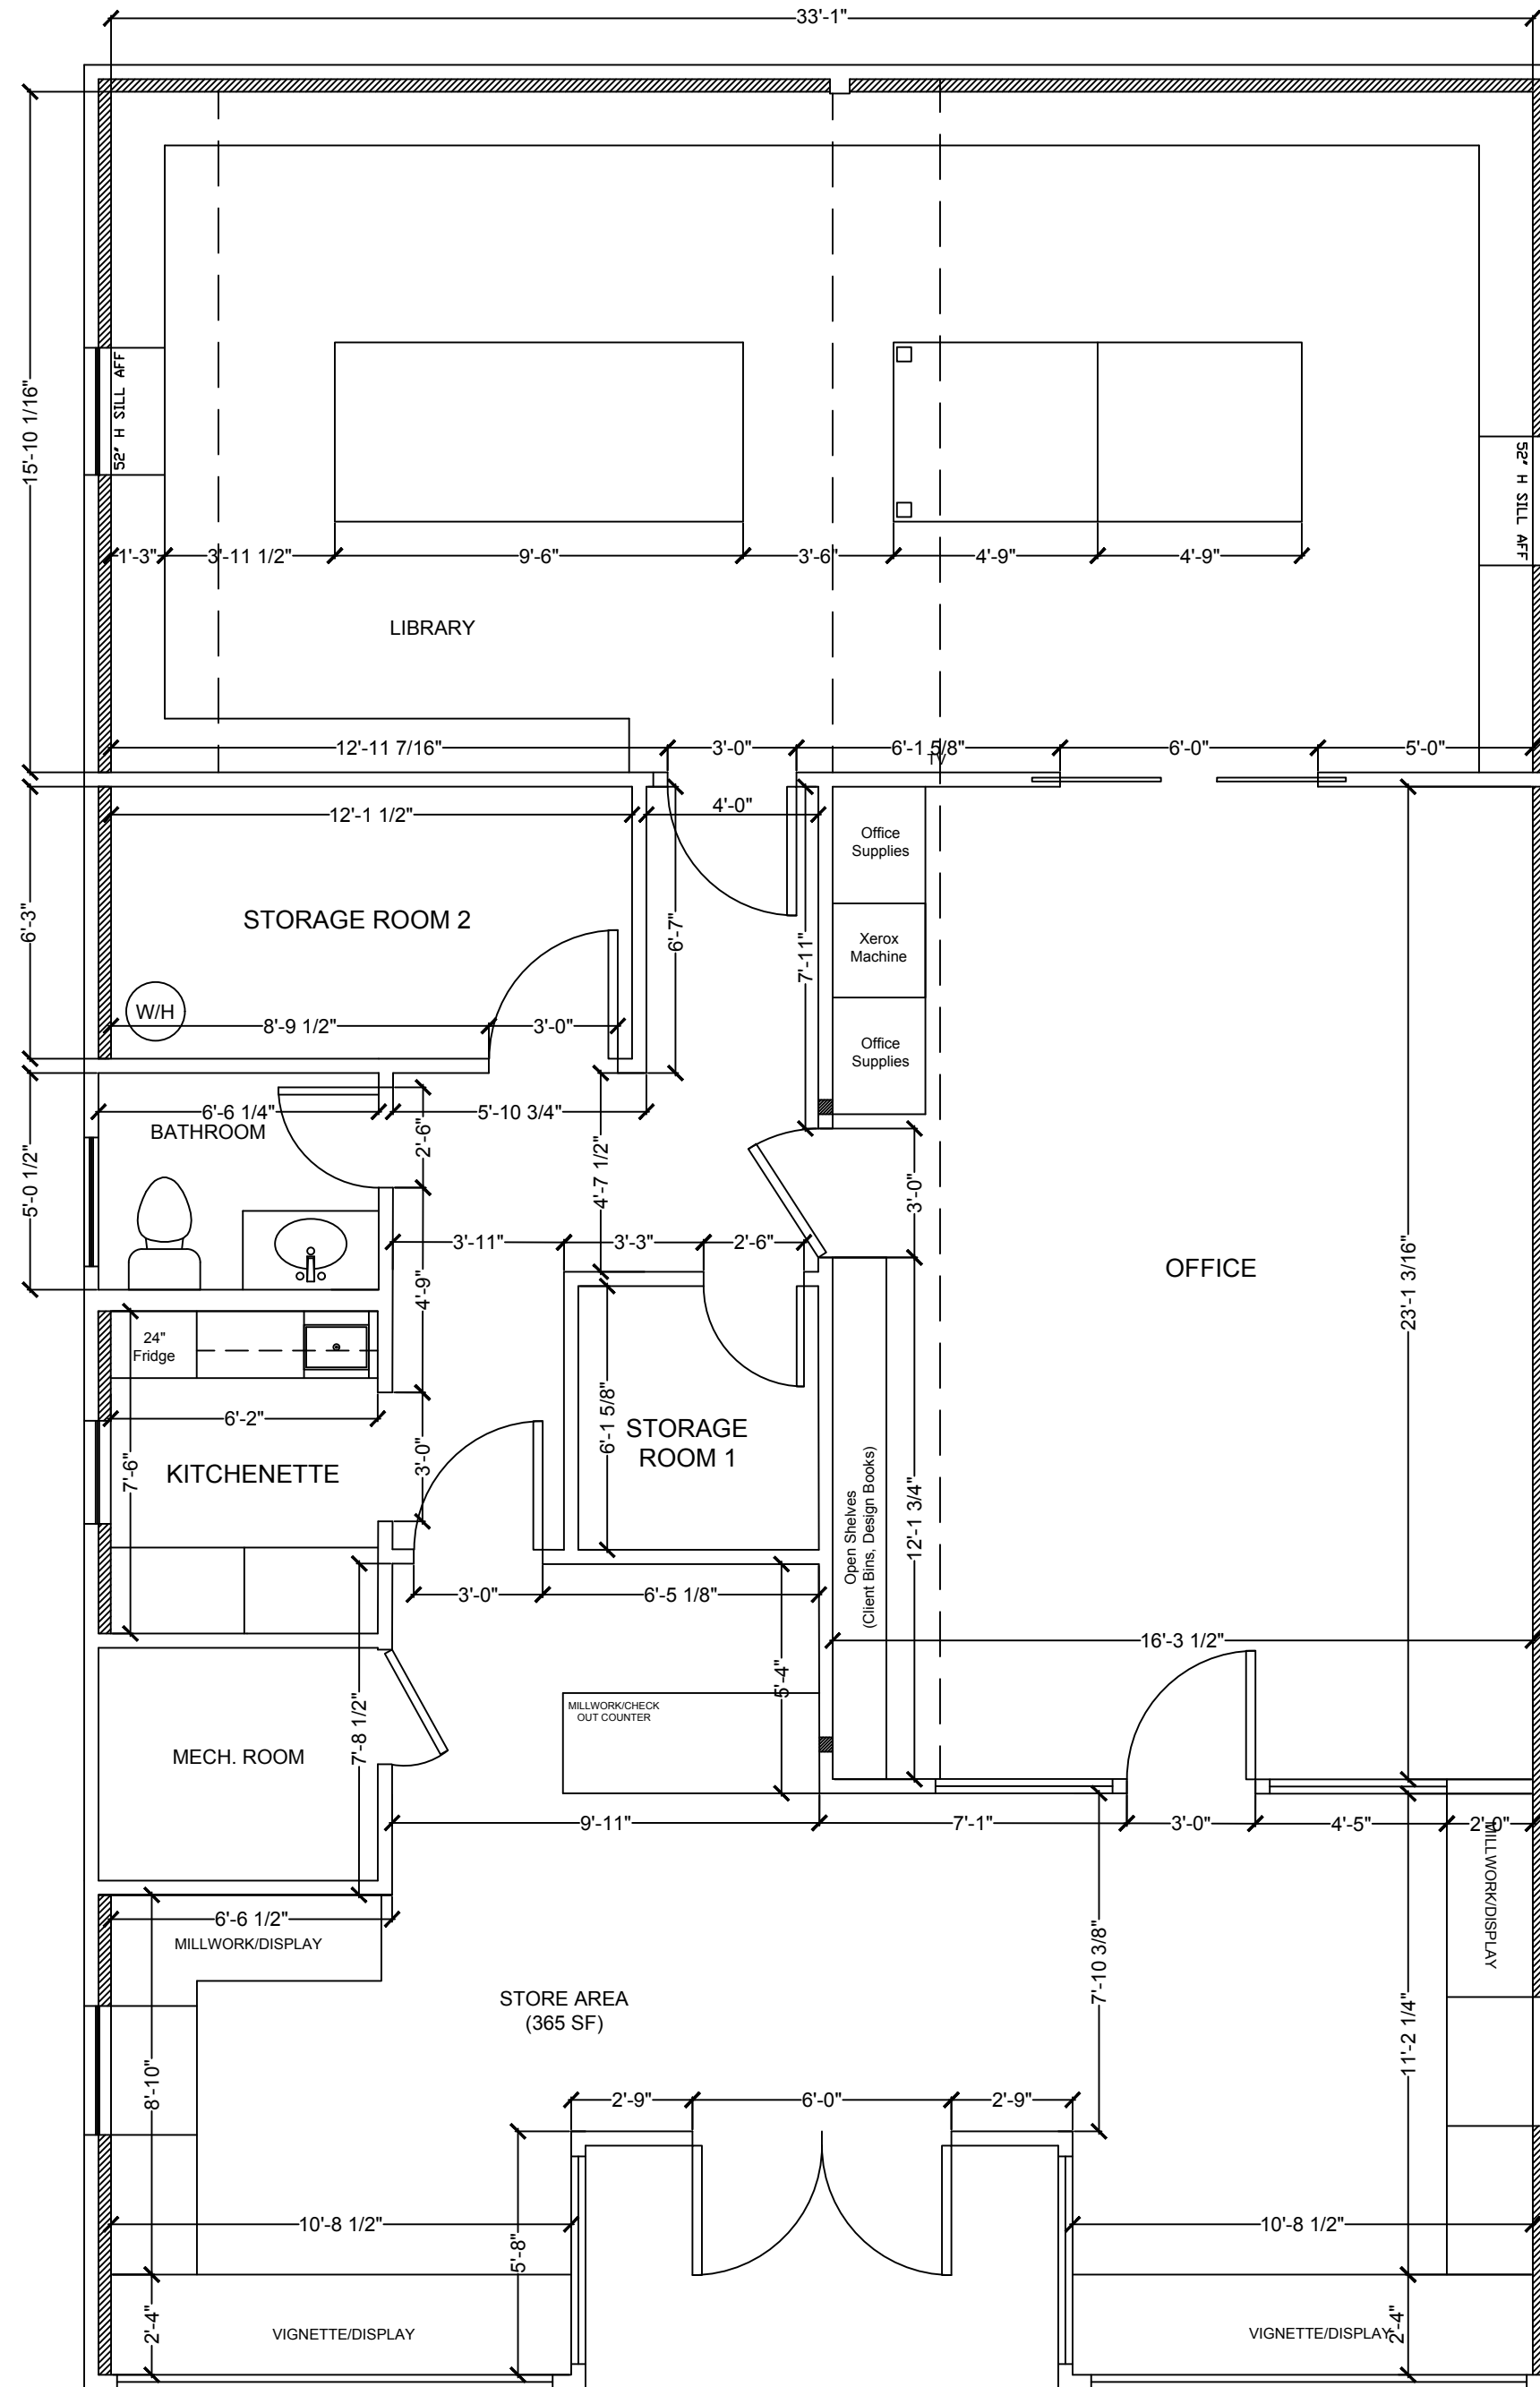 33'-1"
15'-10 1/16"
52" H SILL AFF
52" H SILL AFF
1'-3"
3'-11 1/2"
9'-6"
3'-6"
4'-9"
4'-9"
LIBRARY
12'-11 7/16"
3'-0"
6'-1 5/8"
TV
6'-0"
5'-0"
12'-1 1/2"
4'-0"
Office
Supplies
STORAGE ROOM 2
6'-3"
6'-7"
7'-11"
Xerox
Machine
W/H
8'-9 1/2"
3'-0"
Office
Supplies
6'-6 1/4"
BATHROOM
5'-10 3/4"
2'-6"
5'-0 1/2"
4'-7 1/2"
3'-0"
3'-11"
3'-3"
2'-6"
OFFICE
23'-1 3/16"
4'-9"
24"
Fridge
6'-2"
6'-1 5/8"
STORAGE
ROOM 1
KITCHENETTE
7'-6"
3'-0"
Open Shelves
(Client Bins, Design Books)
12'-1 3/4"
3'-0"
6'-5 1/8"
16'-3 1/2"
5'-4"
MILLWORK/CHECK
OUT COUNTER
7'-8 1/2"
MECH. ROOM
9'-11"
7'-1"
3'-0"
4'-5"
2'-0"
MILLWORK/DISPLAY
6'-6 1/2"
MILLWORK/DISPLAY
7'-10 3/8"
STORE AREA
(365 SF)
11'-2 1/4"
8'-10"
2'-9"
6'-0"
2'-9"
10'-8 1/2"
5'-8"
10'-8 1/2"
2'-4"
VIGNETTE/DISPLAY
VIGNETTE/DISPLAY
2'-4"